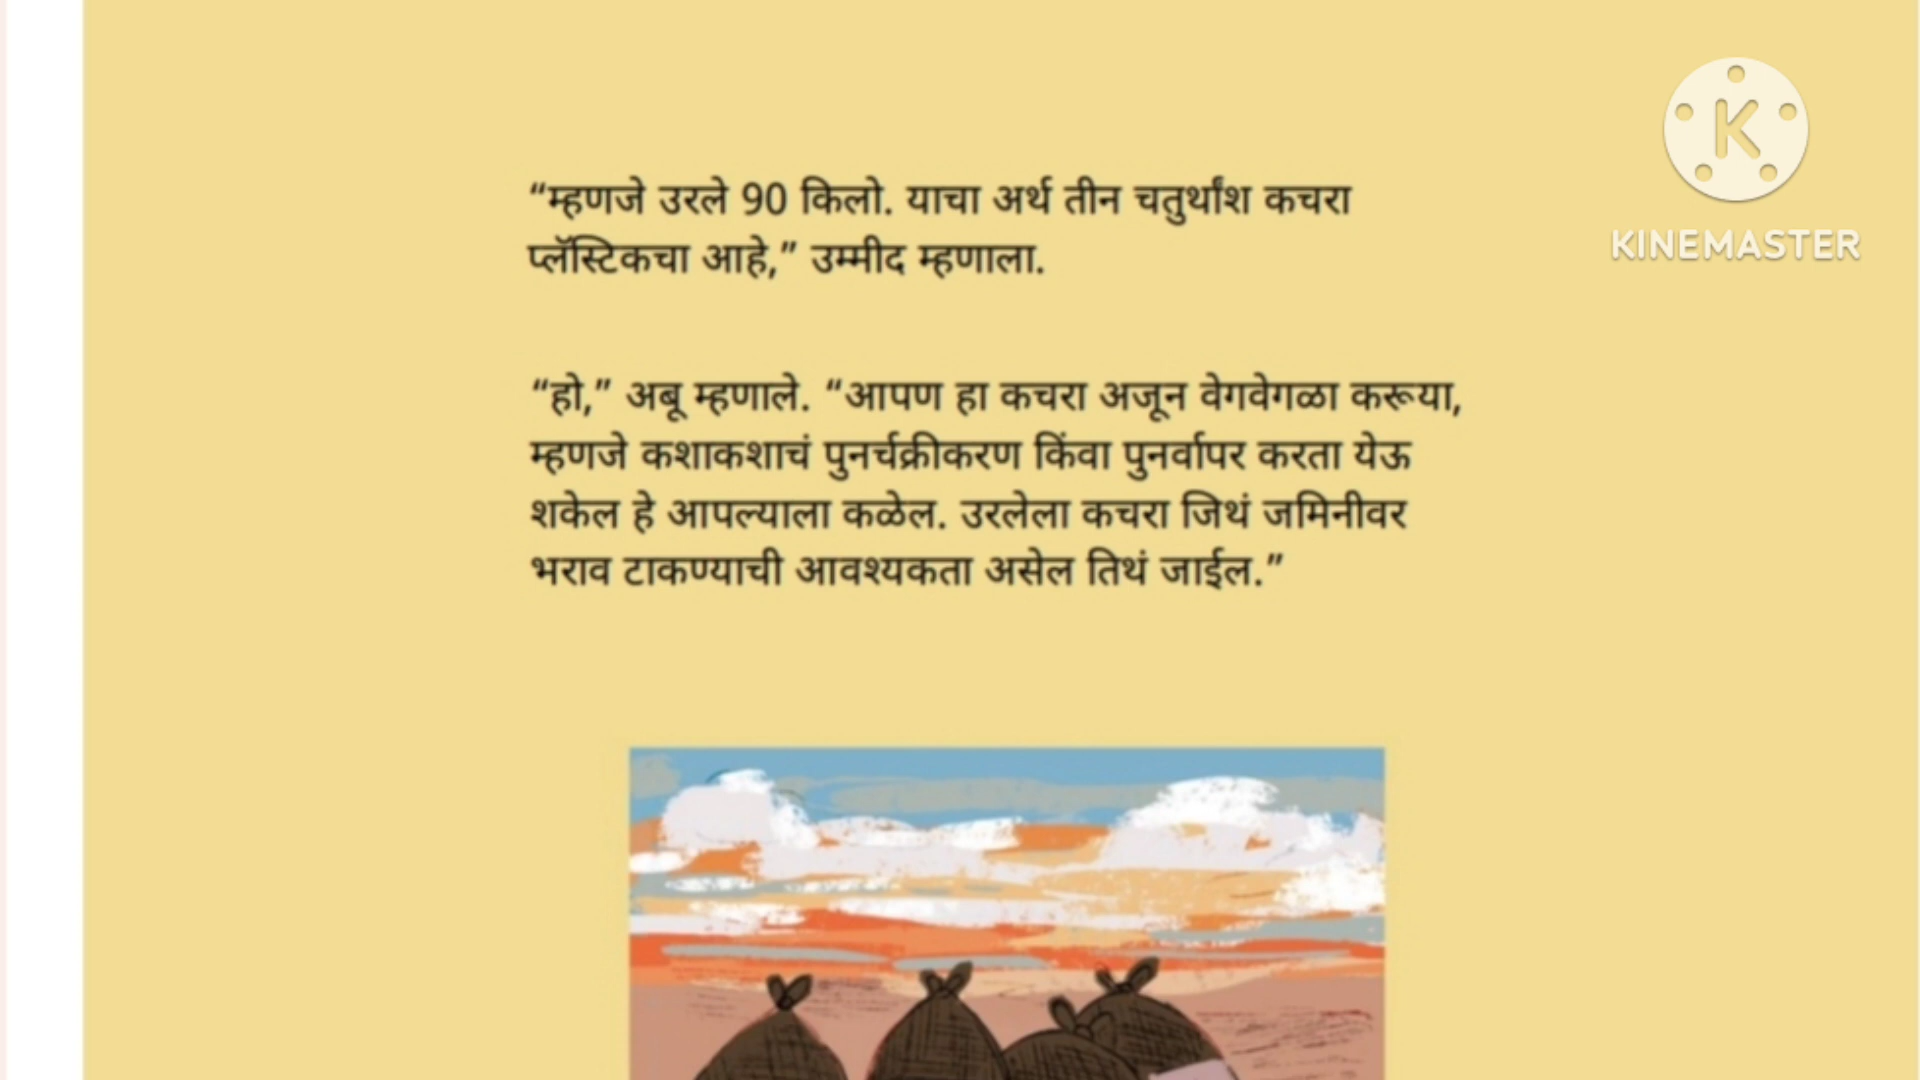 “म्हणजे उरले 90 किलो. याचा अर्थ तीन चतुर्थांश कचरा
प्लॅस्टिकचा आहे,” उम्मीद म्हणाला.
“हो,” अबू म्हणाले. “आपण हा कचरा अजून वेगवेगळा करूया,
म्हणजे कशाकशाचं पुनर्चक्रीकरण किंवा पुनर्वापर करता येऊ
शकेल हे आपल्याला कळेल. उरलेला कचरा जिथं जमिनीवर
भराव टाकण्याची आवश्यकता असेल तिथं जाईल.”
K
KINEMASTER